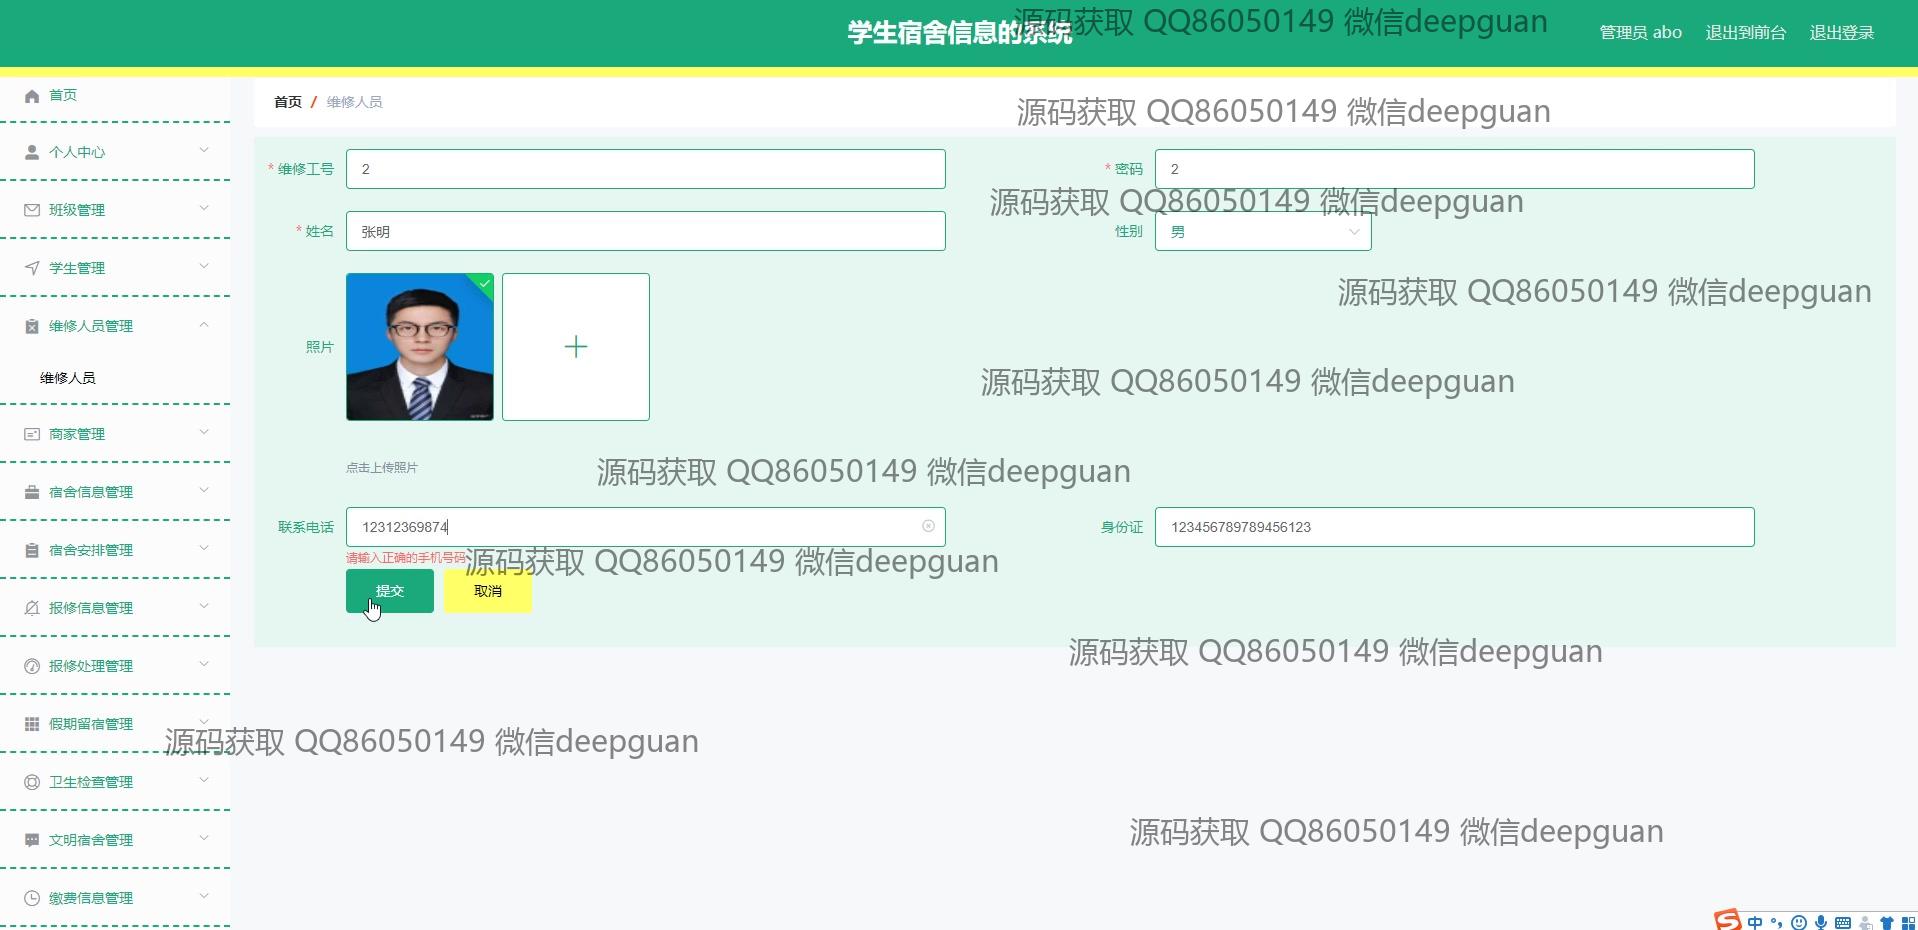 学生宿舍信息的系统
源码获取 QQ86050149 微信deepguan
管理员 abo 退出到前台 退出登录
首页
个人中心
班级管理
学生管理
维修人员管理
维修人员
商家管理
宿舍信息管理
宿舍安排管理
报修信息管理
报修处理管理
假期留宿管理
卫生检查管理
文明宿舍管理
缴费信息管理
首页 / 维修人员
源码获取 QQ86050149 微信deepguan
* 维修工号 2
* 密码 2
源码获取 QQ86050149 微信deepguan
* 姓名 张明
性别 男
源码获取 QQ86050149 微信deepguan
照片
源码获取 QQ86050149 微信deepguan
点击上传照片
源码获取 QQ86050149 微信deepguan
联系电话 12312369874
身份证 123456789789456123
请输入正确的手机号码
源码获取 QQ86050149 微信deepguan
提交 取消
源码获取 QQ86050149 微信deepguan
源码获取 QQ86050149 微信deepguan
源码获取 QQ86050149 微信deepguan
中